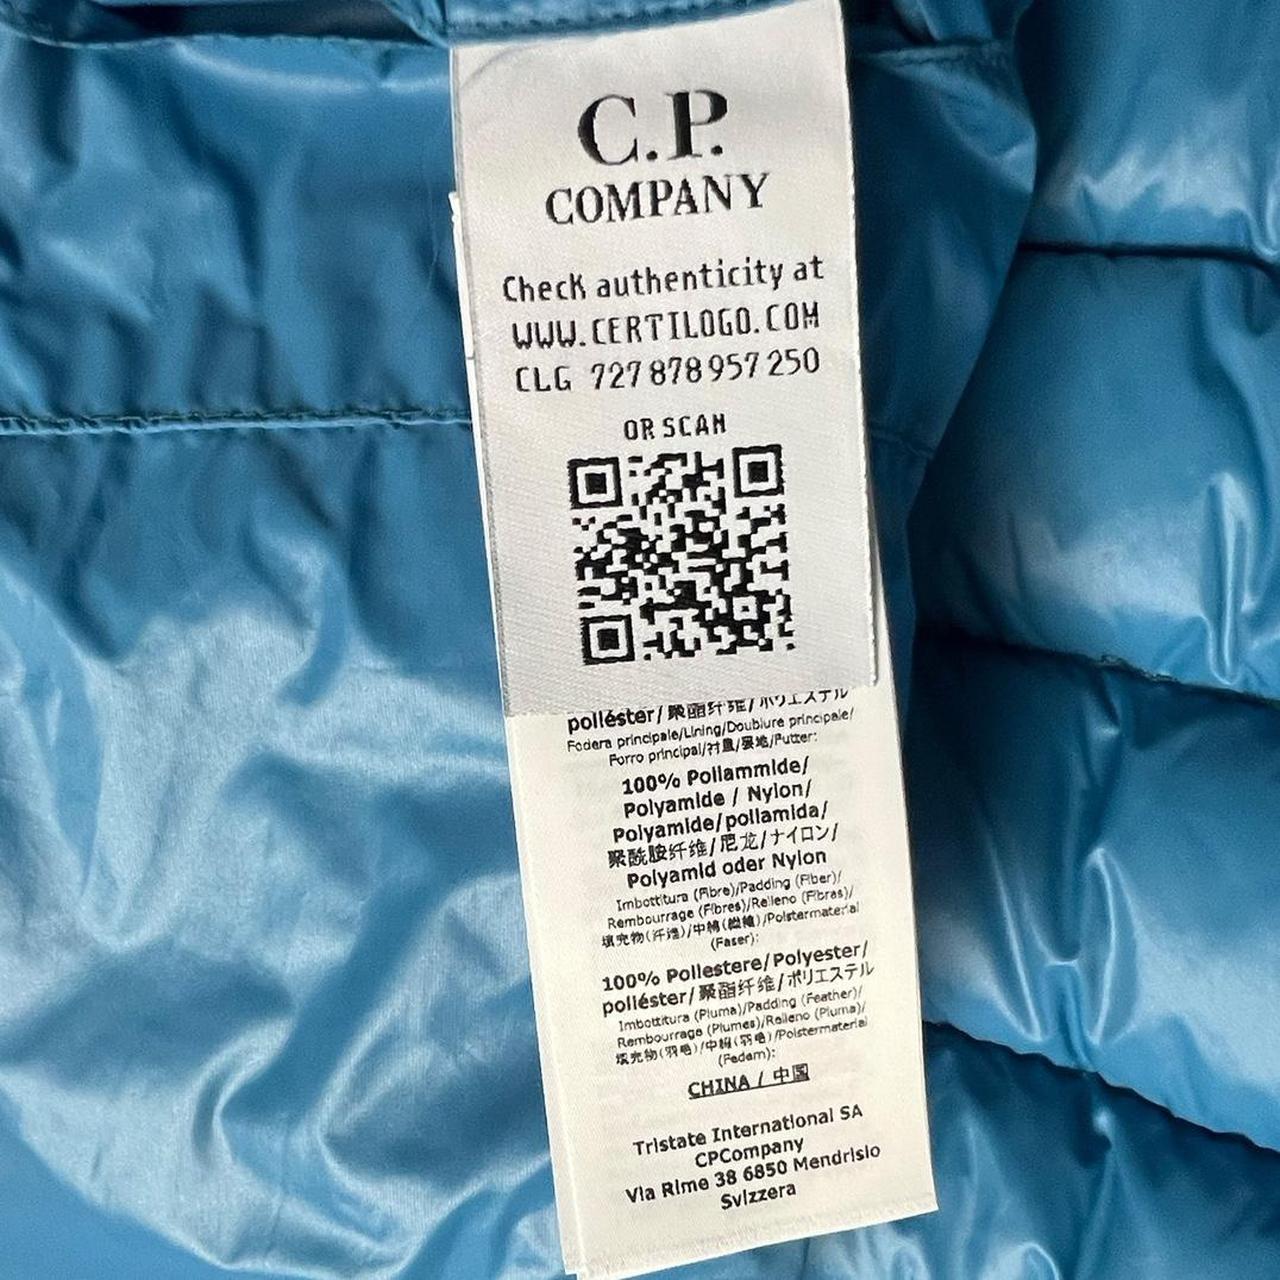 C.P.
COMPANY
Check authenticity at
WWW.CERTILOGO.COM
CLG 727 878 957 250
OR SCAN
poliéster/聚酯纤维/ポリエステル
Fodera principale/Lining/Doublure principale/
Forro principal/衬里/裏地/Futter:
100% Poliammide/
Polyamide / Nylon/
Polyamide/poliamida/
聚酰胺纤维/尼龙/ナイロン/
Polyamid oder Nylon
Imbottitura (Fibre)/Padding (Fiber)/
Rembourrage (Fibres)/Relleno (Fibras)/
填充物(纤维)/中綿(繊維)/Polstermaterial
(Faser):
100% Poliestere/Polyester/
poliéster/聚酯纤维/ポリエステル
Imbottitura (Piuma)/Padding (Feather)/
Rembourrage (Plumes)/Relleno (Pluma)/
填充物(羽毛)/中綿(羽毛)/Polstermaterial
(Federn):
CHINA / 中国
Tristate International SA
CPCompany
Via Rime 38 6850 Mendrisio
Svizzera